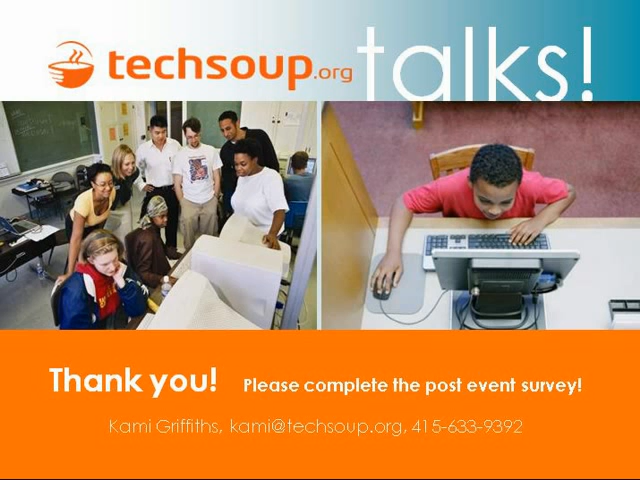 techsoup.org talks!
Thank you! Please complete the post event survey!
Kami Griffiths, kami@techsoup.org, 415-633-9392